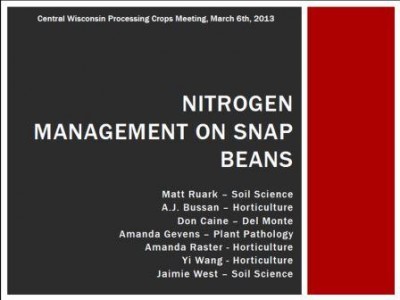 Central Wisconsin Processing Crops Meeting, March 6th, 2013
NITROGEN
MANAGEMENT ON SNAP
BEANS
Matt Ruark – Soil Science
A.J. Bussan – Horticulture
Don Caine – Del Monte
Amanda Gevens – Plant Pathology
Amanda Raster - Horticulture
Yi Wang - Horticulture
Jaimie West – Soil Science